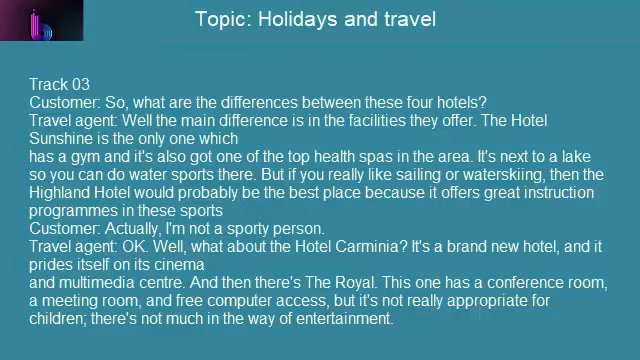 Topic: Holidays and travel
Track 03
Customer: So, what are the differences between these four hotels?
Travel agent: Well the main difference is in the facilities they offer. The Hotel
Sunshine is the only one which
has a gym and it's also got one of the top health spas in the area. It's next to a lake
so you can do water sports there. But if you really like sailing or waterskiing, then the
Highland Hotel would probably be the best place because it offers great instruction
programmes in these sports
Customer: Actually, I'm not a sporty person.
Travel agent: OK. Well, what about the Hotel Carminia? It's a brand new hotel, and it
prides itself on its cinema
and multimedia centre. And then there's The Royal. This one has a conference room,
a meeting room, and free computer access, but it's not really appropriate for
children; there's not much in the way of entertainment.